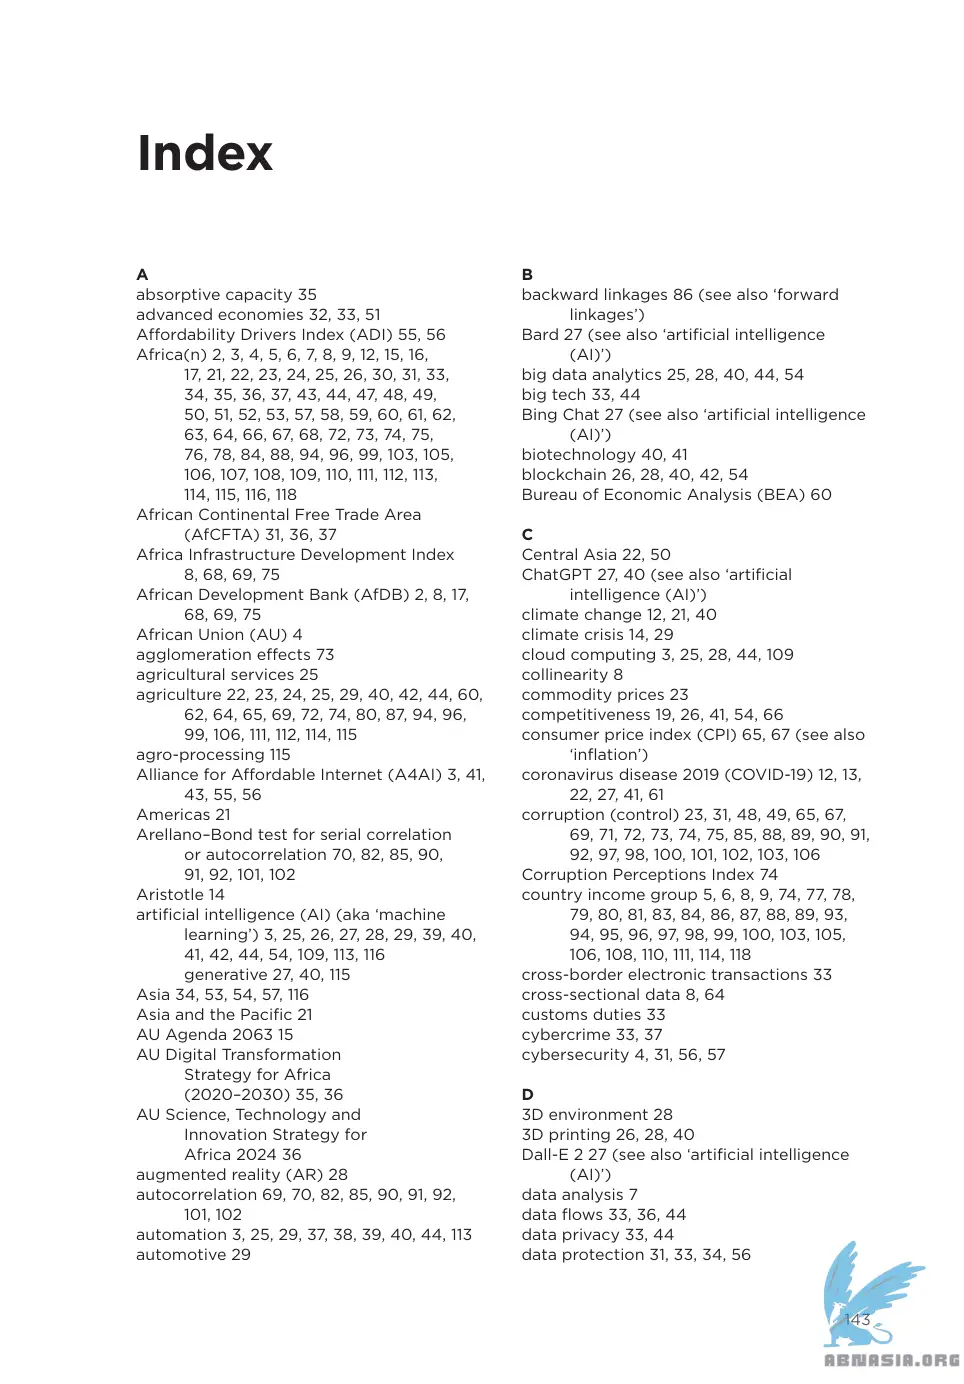 Index
A
absorptive capacity 35
advanced economies 32, 33, 51
Affordability Drivers Index (ADI) 55, 56
Africa(n) 2, 3, 4, 5, 6, 7, 8, 9, 12, 15, 16,
17, 21, 22, 23, 24, 25, 26, 30, 31, 33,
34, 35, 36, 37, 43, 44, 47, 48, 49,
50, 51, 52, 53, 57, 58, 59, 60, 61, 62,
63, 64, 66, 67, 68, 72, 73, 74, 75,
76, 78, 84, 88, 94, 96, 99, 103, 105,
106, 107, 108, 109, 110, 111, 112, 113,
114, 115, 116, 118
African Continental Free Trade Area
(AfCFTA) 31, 36, 37
Africa Infrastructure Development Index
8, 68, 69, 75
African Development Bank (AfDB) 2, 8, 17,
68, 69, 75
African Union (AU) 4
agglomeration effects 73
agricultural services 25
agriculture 22, 23, 24, 25, 29, 40, 42, 44, 60,
62, 64, 65, 69, 72, 74, 80, 87, 94, 96,
99, 106, 111, 112, 114, 115
agro-processing 115
Alliance for Affordable Internet (A4AI) 3, 41,
43, 55, 56
Americas 21
Arellano–Bond test for serial correlation
or autocorrelation 70, 82, 85, 90,
91, 92, 101, 102
Aristotle 14
artificial intelligence (AI) (aka ‘machine
learning’) 3, 25, 26, 27, 28, 29, 39, 40,
41, 42, 44, 54, 109, 113, 116
generative 27, 40, 115
Asia 34, 53, 54, 57, 116
Asia and the Pacific 21
AU Agenda 2063 15
AU Digital Transformation
Strategy for Africa
(2020–2030) 35, 36
AU Science, Technology and
Innovation Strategy for
Africa 2024 36
augmented reality (AR) 28
autocorrelation 69, 70, 82, 85, 90, 91, 92,
101, 102
automation 3, 25, 29, 37, 38, 39, 40, 44, 113
automotive 29
B
backward linkages 86 (see also ‘forward
linkages’)
Bard 27 (see also ‘artificial intelligence
(AI)’)
big data analytics 25, 28, 40, 44, 54
big tech 33, 44
Bing Chat 27 (see also ‘artificial intelligence
(AI)’)
biotechnology 40, 41
blockchain 26, 28, 40, 42, 54
Bureau of Economic Analysis (BEA) 60
C
Central Asia 22, 50
ChatGPT 27, 40 (see also ‘artificial
intelligence (AI)’)
climate change 12, 21, 40
climate crisis 14, 29
cloud computing 3, 25, 28, 44, 109
collinearity 8
commodity prices 23
competitiveness 19, 26, 41, 54, 66
consumer price index (CPI) 65, 67 (see also
‘inflation’)
coronavirus disease 2019 (COVID-19) 12, 13,
22, 27, 41, 61
corruption (control) 23, 31, 48, 49, 65, 67,
69, 71, 72, 73, 74, 75, 85, 88, 89, 90, 91,
92, 97, 98, 100, 101, 102, 103, 106
Corruption Perceptions Index 74
country income group 5, 6, 8, 9, 74, 77, 78,
79, 80, 81, 83, 84, 86, 87, 88, 89, 93,
94, 95, 96, 97, 98, 99, 100, 103, 105,
106, 108, 110, 111, 114, 118
cross-border electronic transactions 33
cross-sectional data 8, 64
customs duties 33
cybercrime 33, 37
cybersecurity 4, 31, 56, 57
D
3D environment 28
3D printing 26, 28, 40
Dall-E 2 27 (see also ‘artificial intelligence
(AI)’)
data analysis 7
data flows 33, 36, 44
data privacy 33, 44
data protection 31, 33, 34, 56
143
ABNASIA.ORG